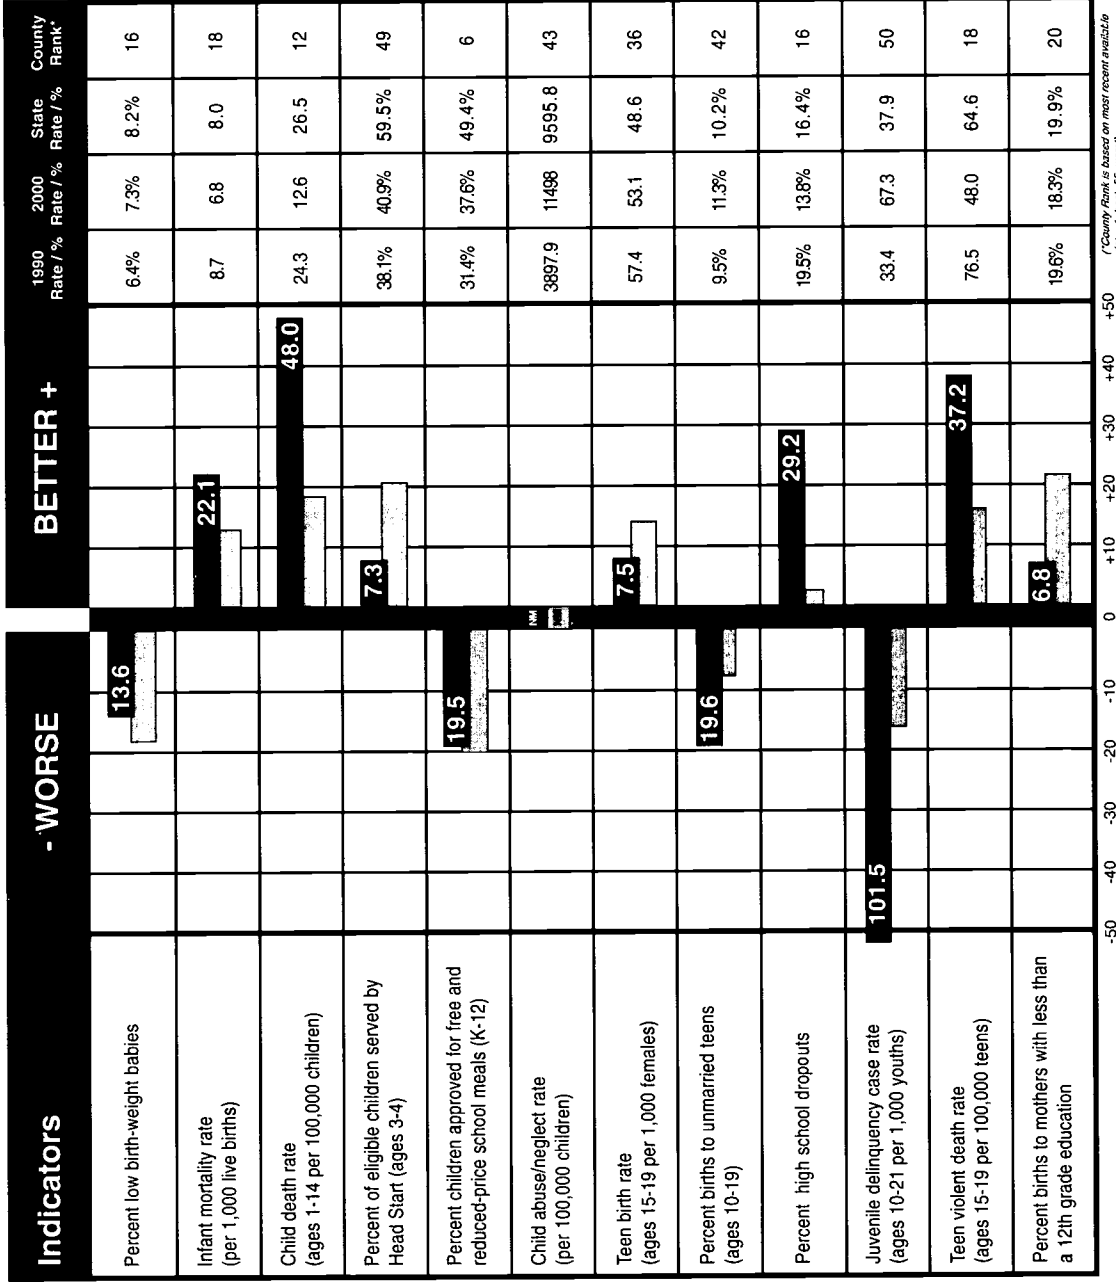 Indicators
- WORSE
BETTER +
1990
Rate / %
2000
Rate / %
State
Rate / %
County
Rank*
Percent low birth-weight babies
13.6
6.4%
7.3%
8.2%
16
Infant mortality rate
(per 1,000 live births)
22.1
8.7
6.8
8.0
18
Child death rate
(ages 1-14 per 100,000 children)
48.0
24.3
12.6
26.5
12
Percent of eligible children served by
Head Start (ages 3-4)
7.3
38.1%
40.9%
59.5%
49
Percent children approved for free and
reduced-price school meals (K-12)
19.5
31.4%
37.6%
49.4%
6
Child abuse/neglect rate
(per 100,000 children)
NM
3897.9
11498
9595.8
43
Teen birth rate
(ages 15-19 per 1,000 females)
7.5
57.4
53.1
48.6
36
Percent births to unmarried teens
(ages 10-19)
19.6
9.5%
11.3%
10.2%
42
Percent high school dropouts
29.2
19.5%
13.8%
16.4%
16
Juvenile delinquency case rate
(ages 10-21 per 1,000 youths)
101.5
33.4
67.3
37.9
50
Teen violent death rate
(ages 15-19 per 100,000 teens)
37.2
76.5
48.0
64.6
18
Percent births to mothers with less than
a 12th grade education
6.8
19.6%
18.3%
19.9%
20
-50 -40 -30 -20 -10 0 +10 +20 +30 +40 +50
(*County Rank is based on most recent available